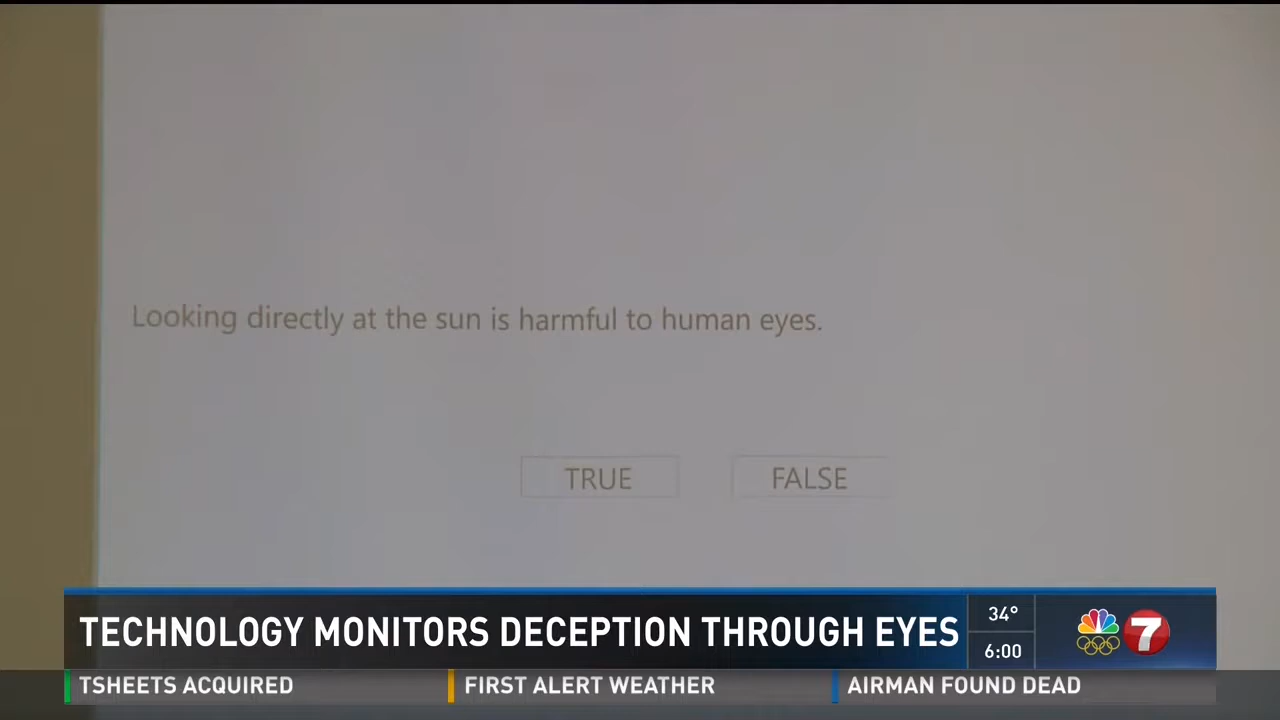 Looking directly at the sun is harmful to human eyes.
TRUE FALSE
TECHNOLOGY MONITORS DECEPTION THROUGH EYES
34°
6:00
7
TSHEETS ACQUIRED FIRST ALERT WEATHER AIRMAN FOUND DEAD